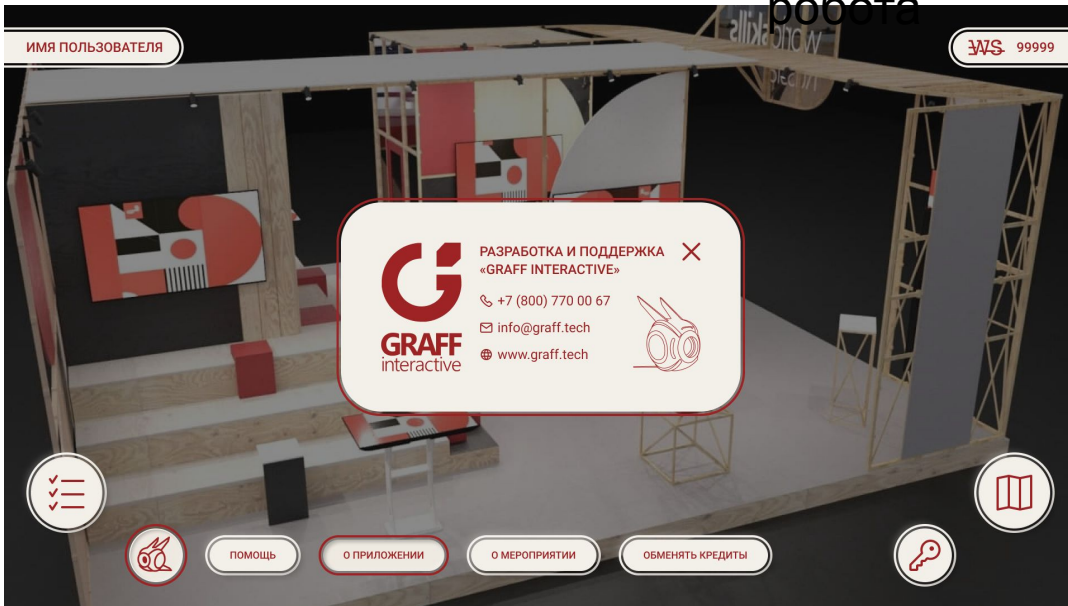 робота
ИМЯ ПОЛЬЗОВАТЕЛЯ
WS 99999
worldskills
РАЗРАБОТКА И ПОДДЕРЖКА
«GRAFF INTERACTIVE»
+7 (800) 770 00 67
info@graff.tech
www.graff.tech
GRAFF
interactive
ПОМОЩЬ
О ПРИЛОЖЕНИИ
О МЕРОПРИЯТИИ
ОБМЕНЯТЬ КРЕДИТЫ